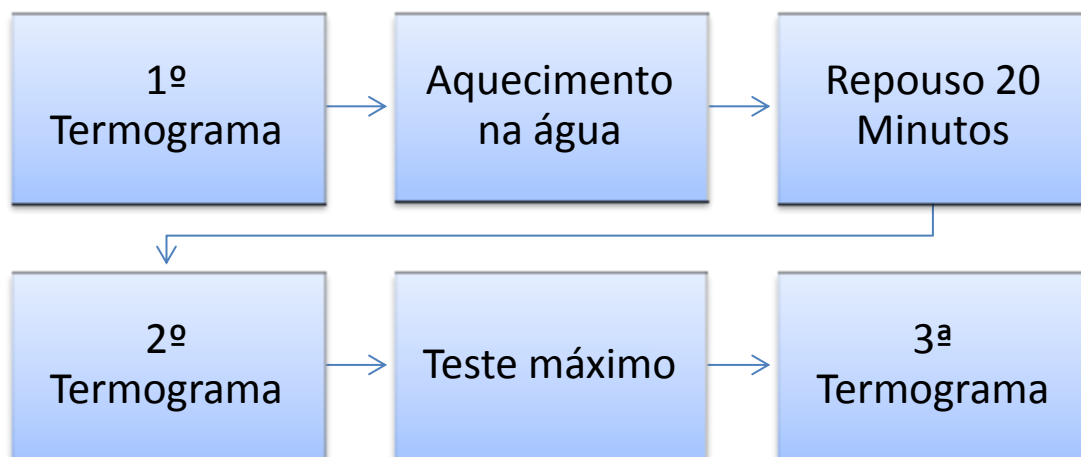 1º
Termograma
Aquecimento
na água
Repouso 20
Minutos
2º
Termograma
Teste máximo
3ª
Termograma